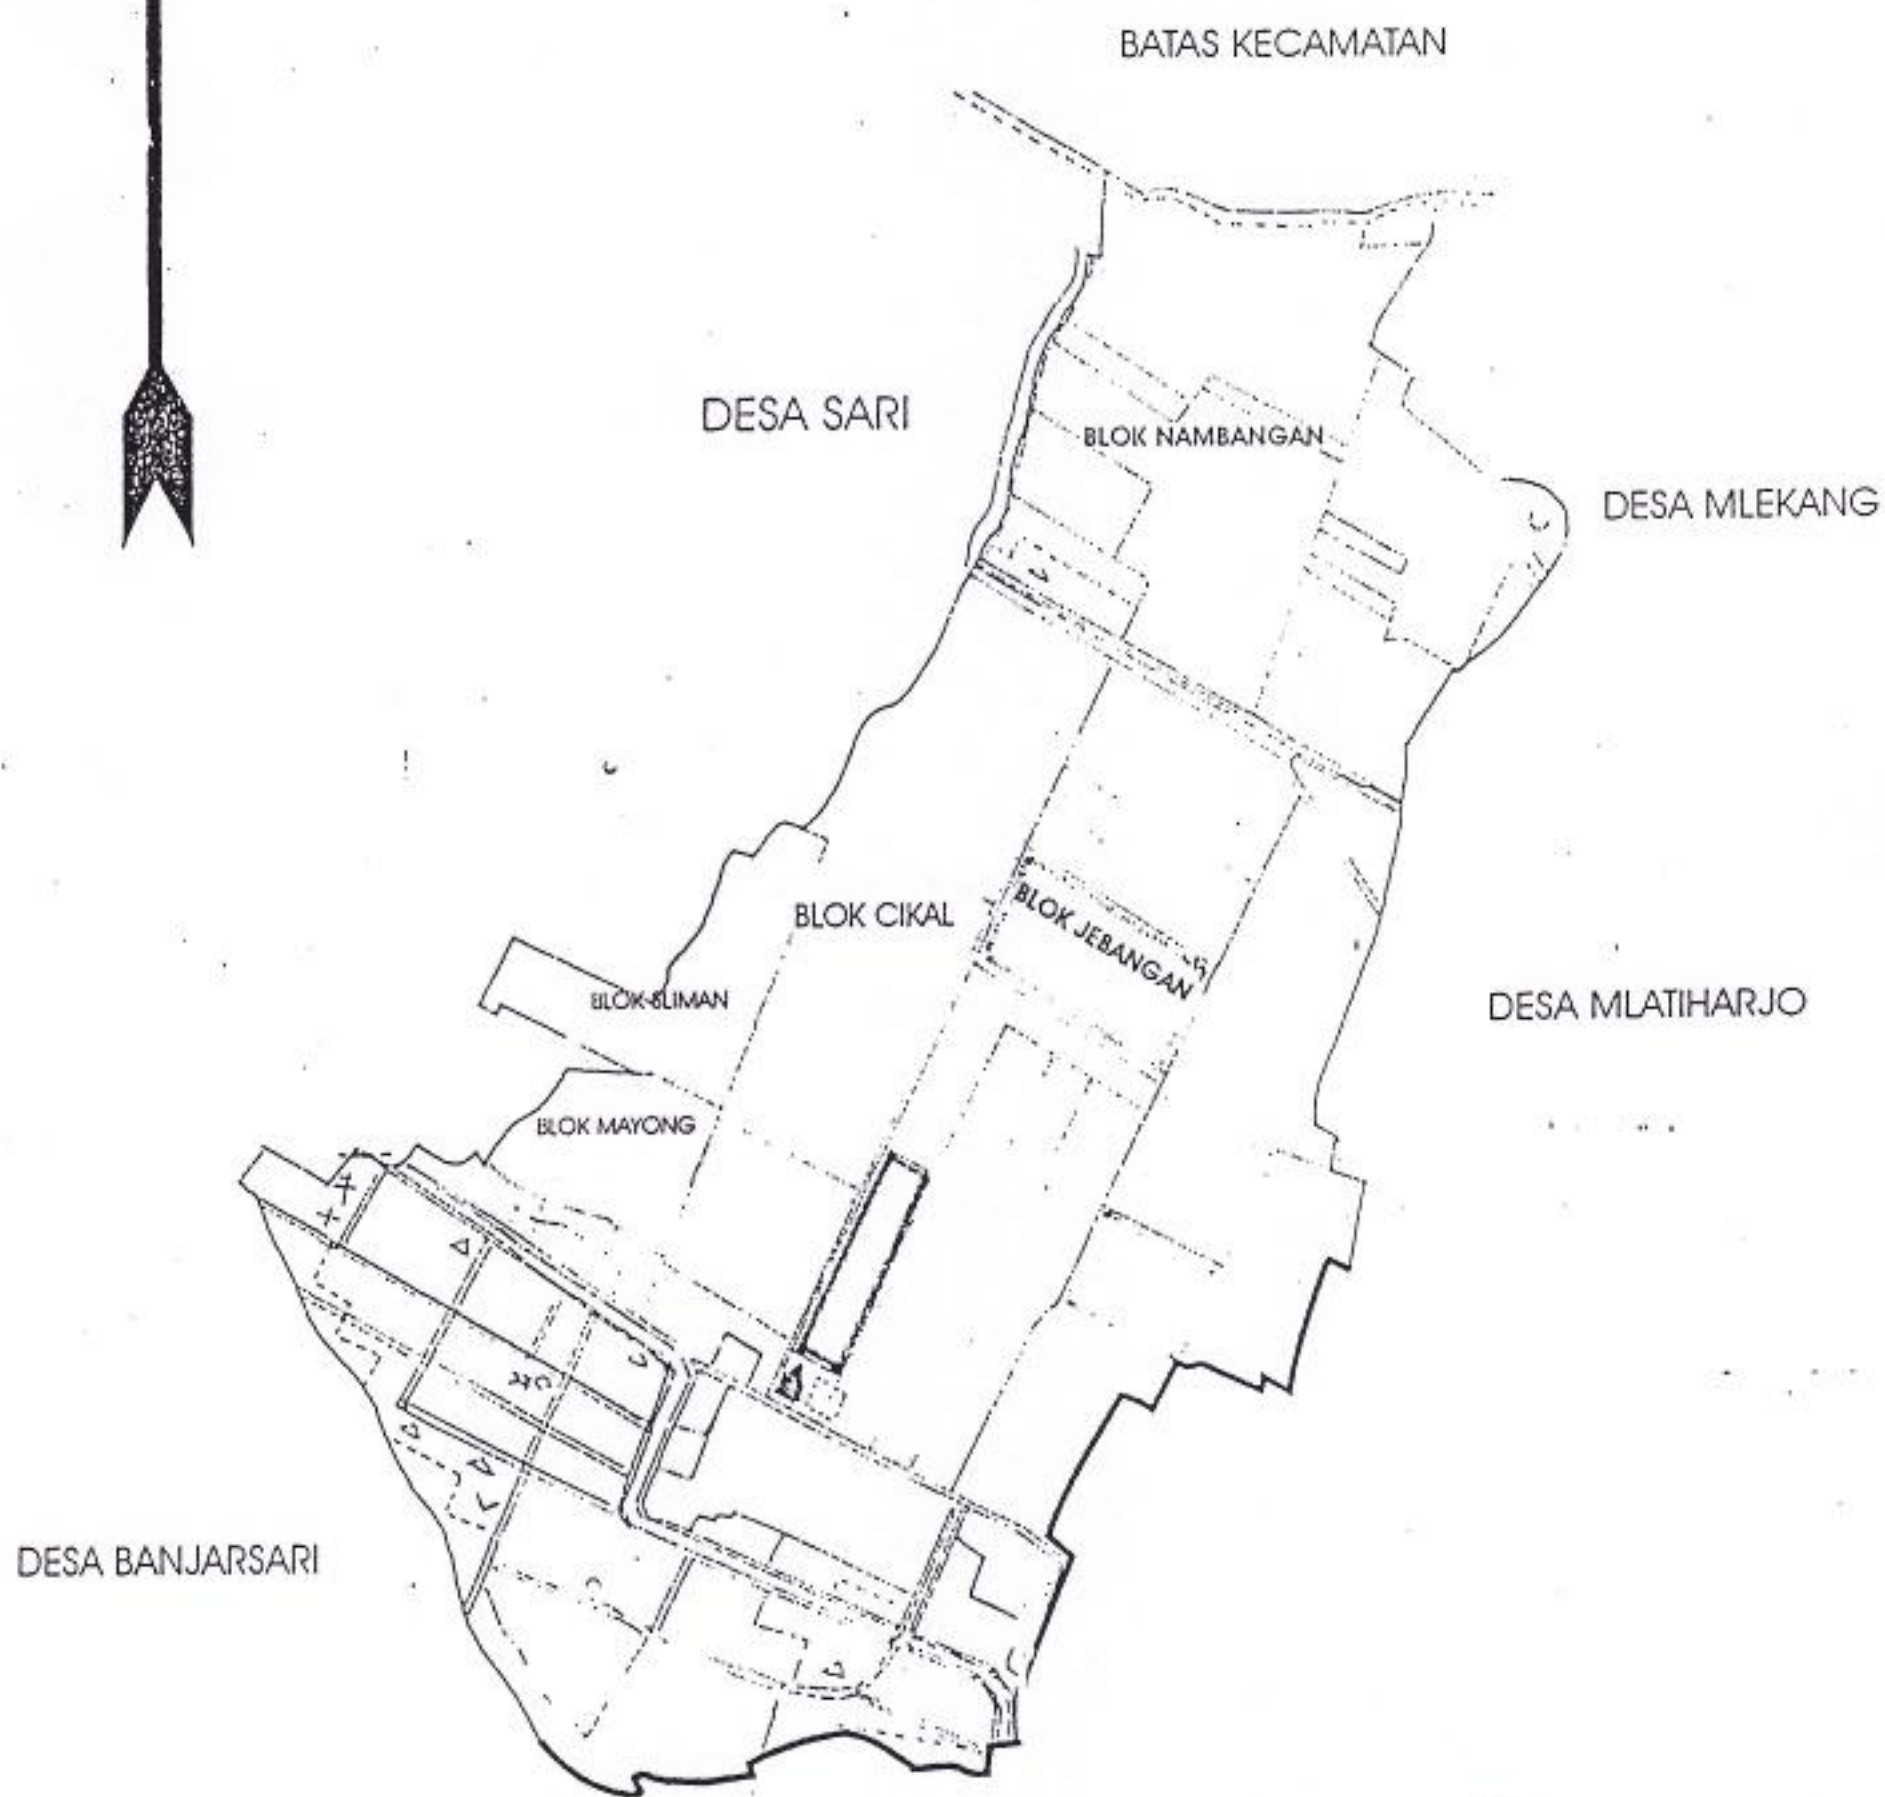 BATAS KECAMATAN
DESA SARI
BLOK NAMBANGAN
DESA MLEKANG
BLOK CIKAL
BLOK JEBANGAN
BLOK SLIMAN
DESA MLATIHARJO
BLOK MAYONG
DESA BANJARSARI